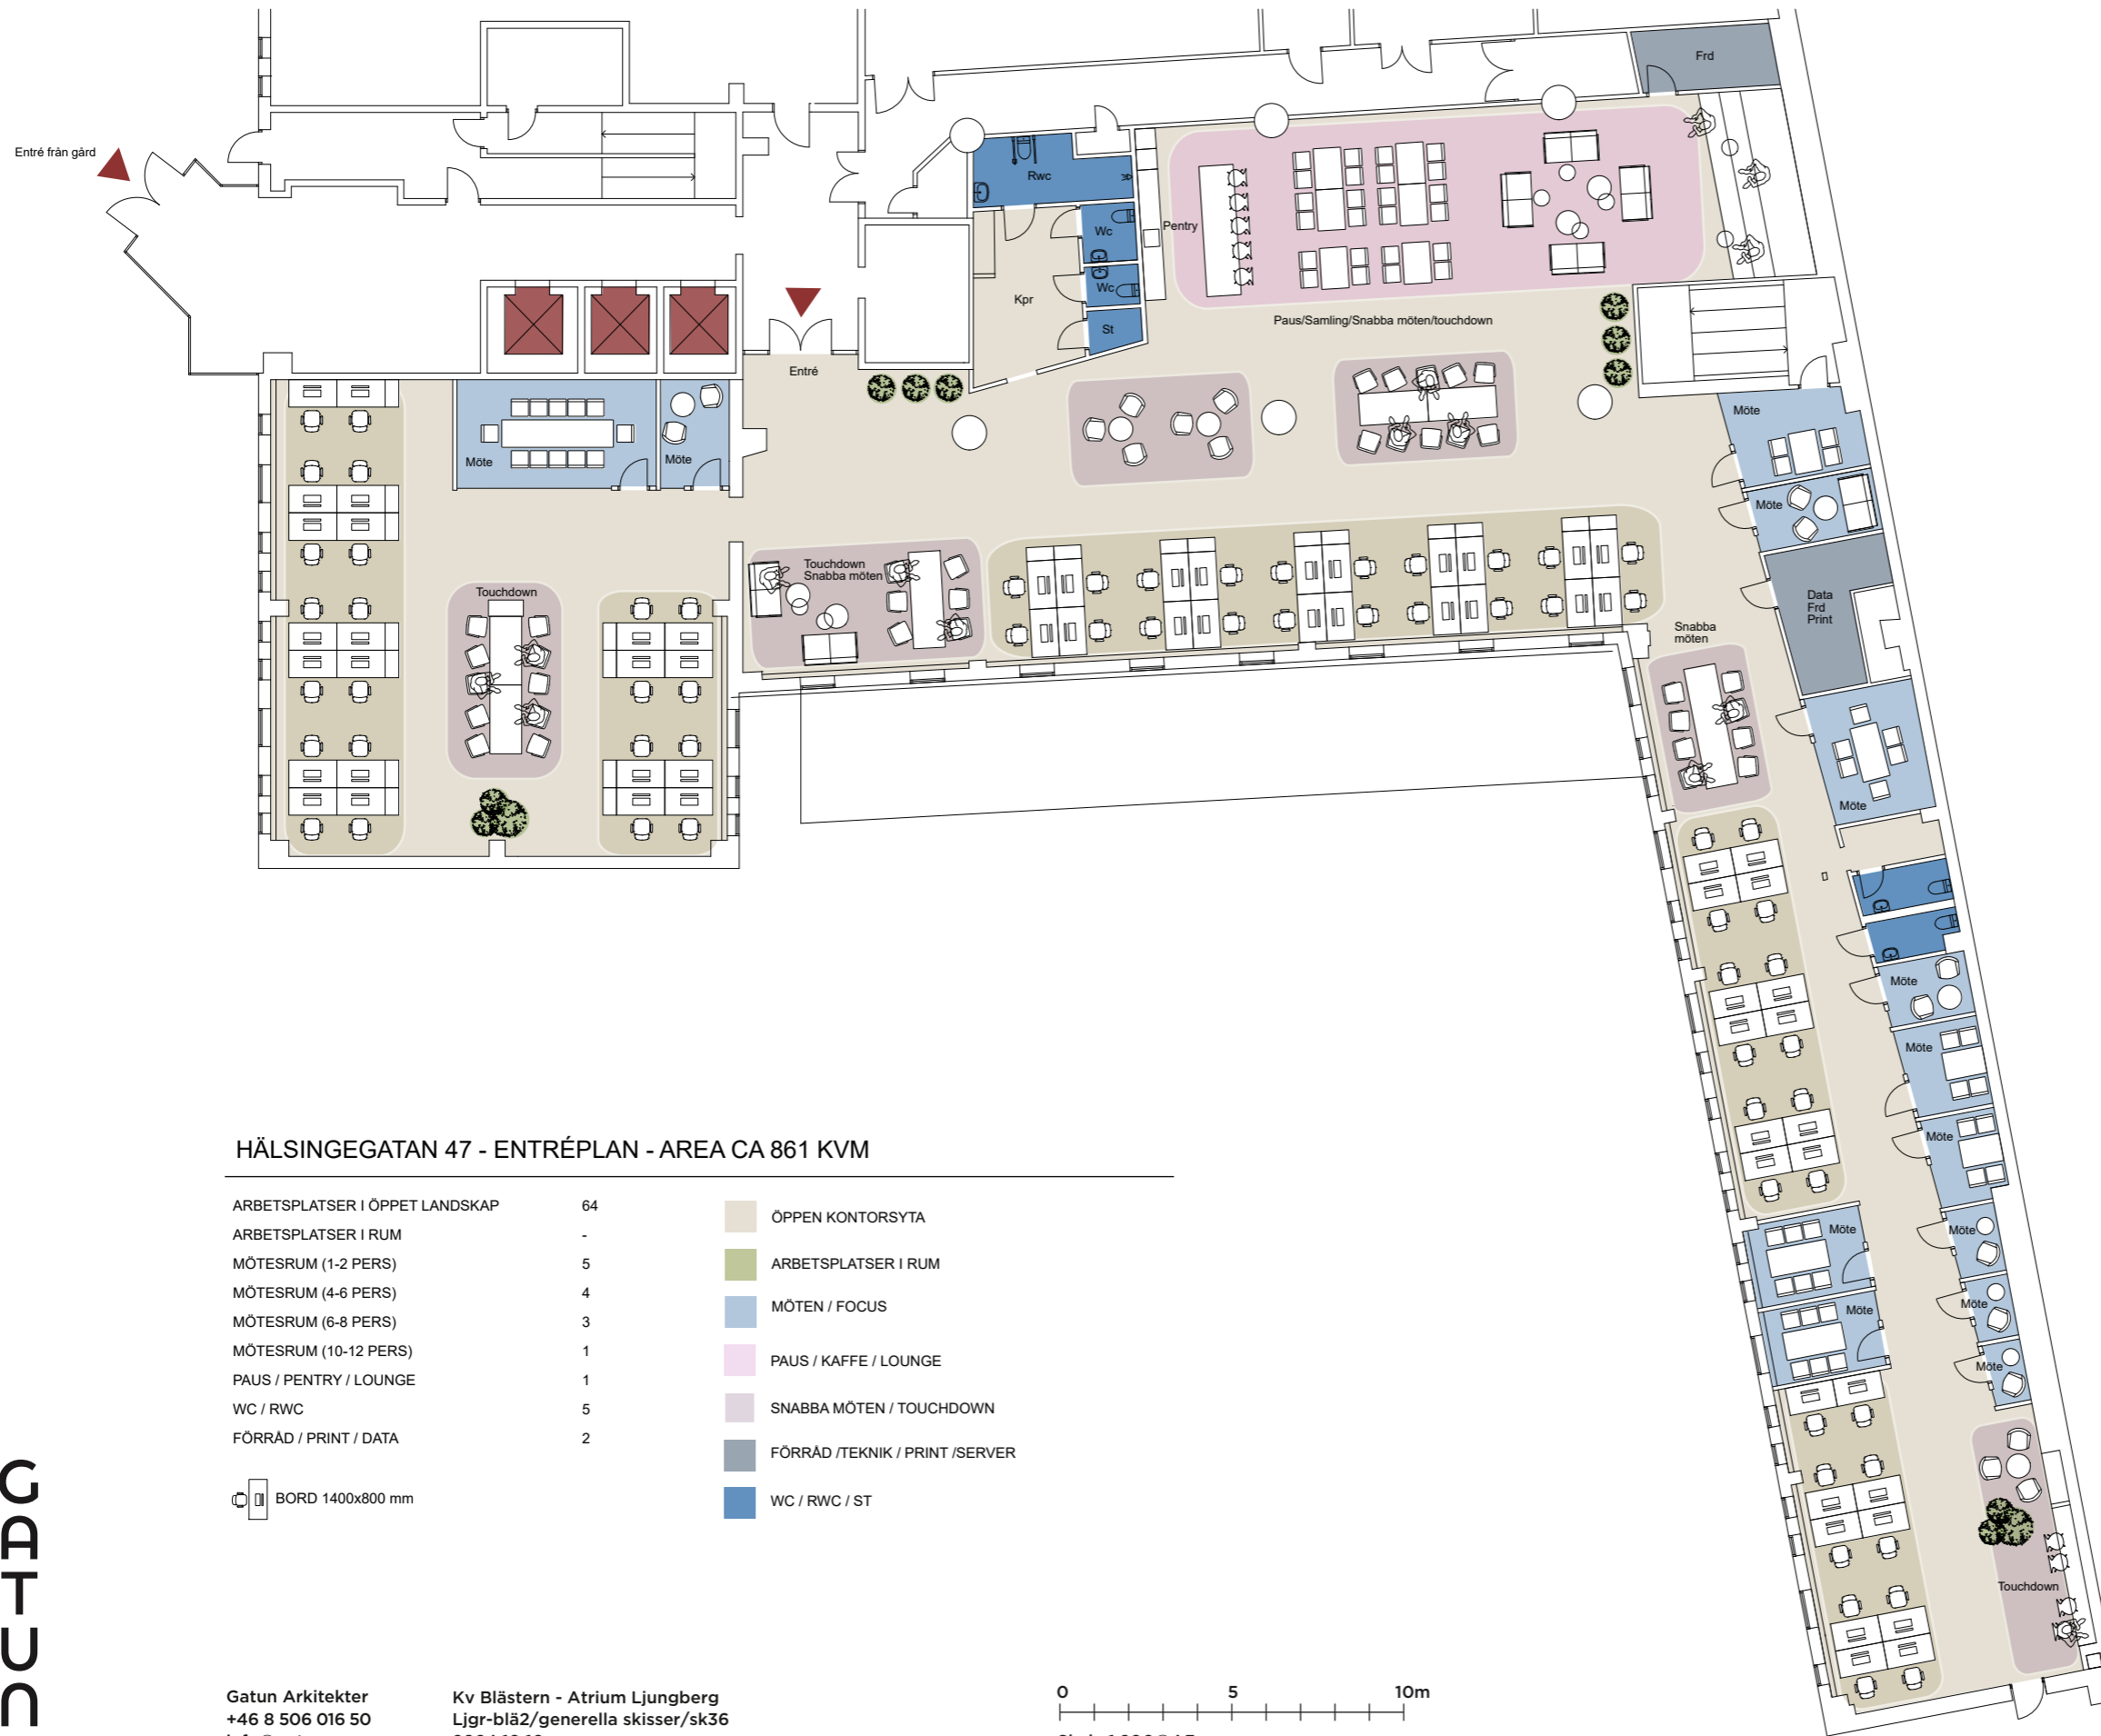 Entré från gård
Frd
Rwc
Wc
Wc
St
Kpr
Pentry
Paus/Samling/Snabba möten/touchdown
Entré
Möte
Möte
Möte
Möte
Touchdown
Touchdown
Snabba möten
Data
Frd
Print
Snabba
möten
Möte
Möte
Möte
Möte
Möte
Möte
Möte
Möte
Möte
Touchdown
HÄLSINGEGATAN 47 - ENTRÉPLAN - AREA CA 861 KVM
ARBETSPLATSER I ÖPPET LANDSKAP 64
ARBETSPLATSER I RUM -
MÖTESRUM (1-2 PERS) 5
MÖTESRUM (4-6 PERS) 4
MÖTESRUM (6-8 PERS) 3
MÖTESRUM (10-12 PERS) 1
PAUS / PENTRY / LOUNGE 1
WC / RWC 5
FÖRRÅD / PRINT / DATA 2
BORD 1400x800 mm
ÖPPEN KONTORSYTA
ARBETSPLATSER I RUM
MÖTEN / FOCUS
PAUS / KAFFE / LOUNGE
SNABBA MÖTEN / TOUCHDOWN
FÖRRÅD /TEKNIK / PRINT /SERVER
WC / RWC / ST
GATUN
Gatun Arkitekter
+46 8 506 016 50
Kv Blästern - Atrium Ljungberg
Ljgr-blä2/generella skisser/sk36
0 5 10m